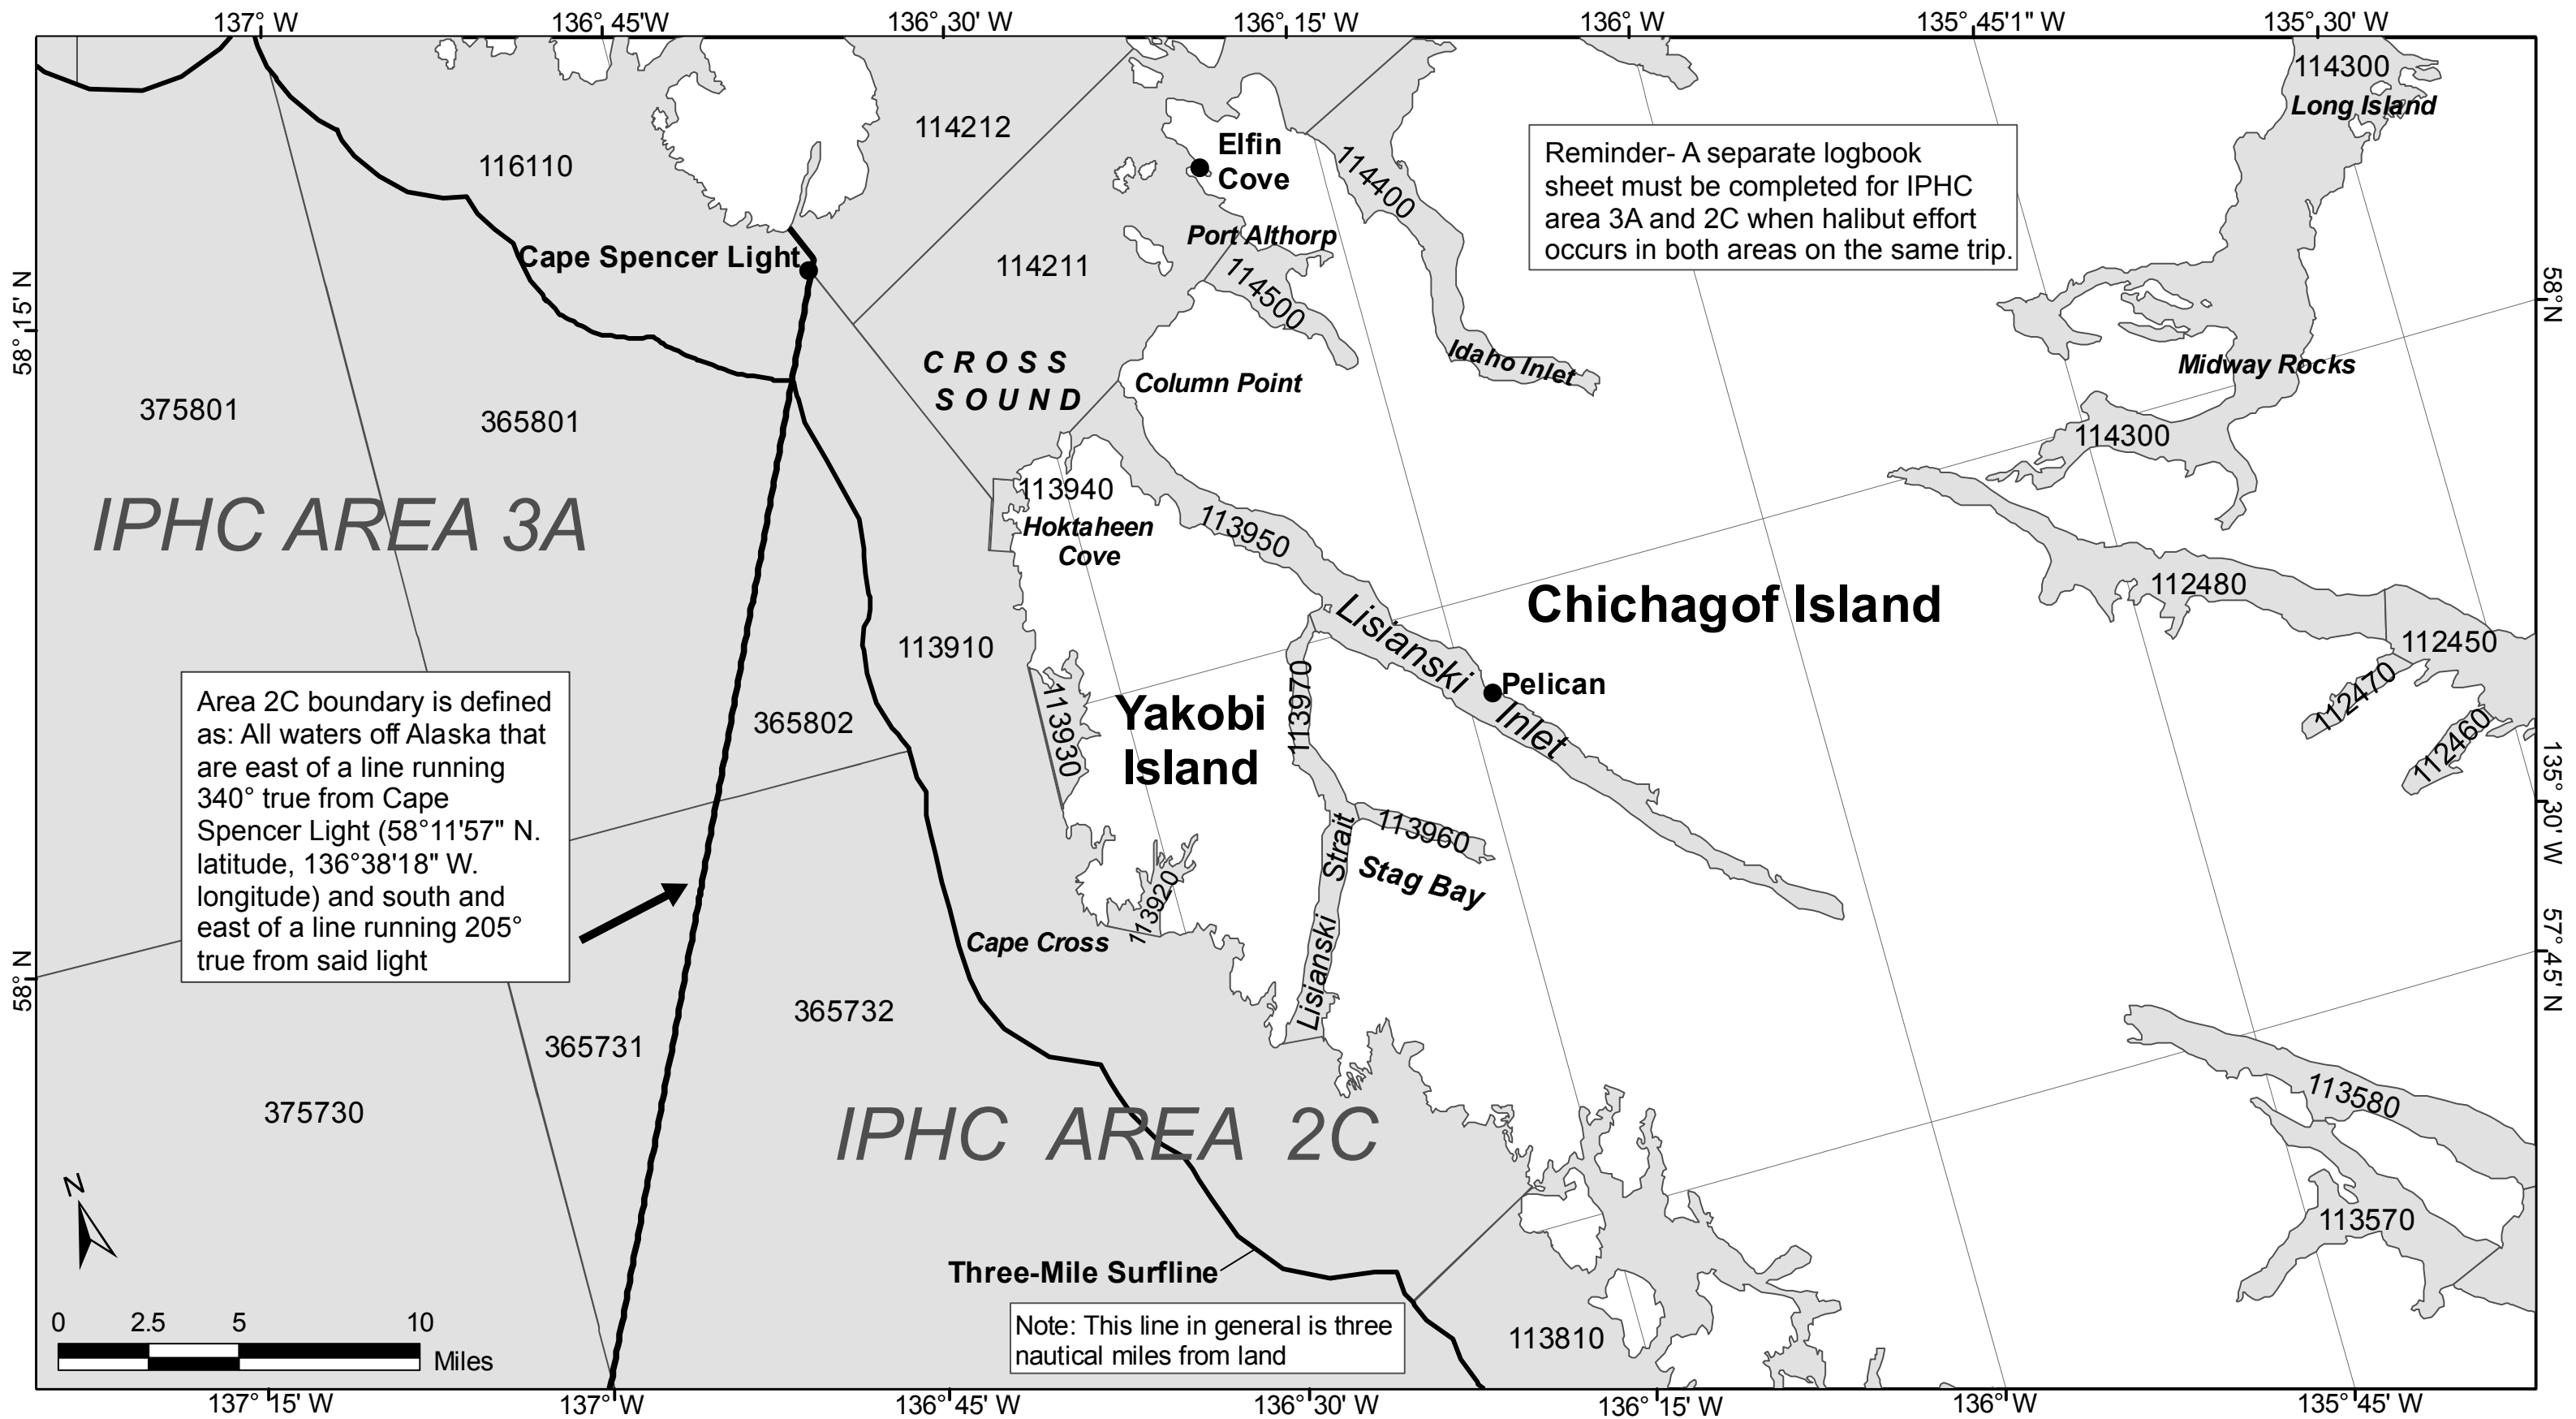 137° W
136° 45'W
136° 30' W
136° 15' W
136° W
135° 45'1" W
135° 30' W
114300
Long Island
114212
116110
Elfin
Cove
114400
Reminder- A separate logbook
sheet must be completed for IPHC
area 3A and 2C when halibut effort
occurs in both areas on the same trip.
Cape Spencer Light
Port Althorp
114211
114500
58° 15' N
58°N
CROSS
SOUND
Column Point
Idaho Inlet
Midway Rocks
375801
365801
114300
IPHC AREA 3A
113940
Hoktaheen
Cove
113950
112480
Chichagof Island
Lisianski
Inlet
Pelican
112450
112470
112460
113910
113970
113930
Yakobi
Island
365802
Area 2C boundary is defined
as: All waters off Alaska that
are east of a line running
340° true from Cape
Spencer Light (58°11'57" N.
latitude, 136°38'18" W.
longitude) and south and
east of a line running 205°
true from said light
135° 30' W
113960
Stag Bay
Lisianski Strait
113920
Cape Cross
58° N
57° 45' N
365732
365731
375730
113580
IPHC AREA 2C
113570
N
Three-Mile Surfline
Note: This line in general is three
nautical miles from land
113810
0 2.5 5 10
Miles
137° 15' W
137°W
136° 45' W
136° 30' W
136° 15' W
136°W
135° 45' W